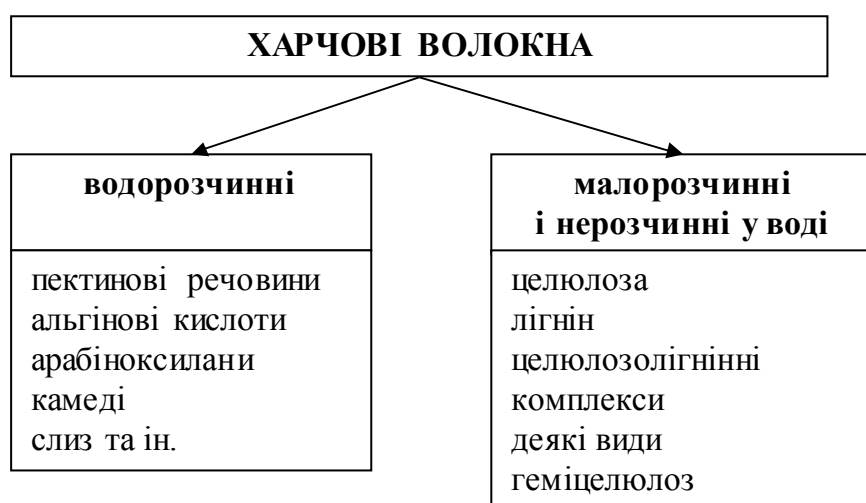 ХАРЧОВІ ВОЛОКНА
водорозчинні
пектинові речовини
альгінові кислоти
арабіноксилани
камеді
слиз та ін.
малорозчинні
і нерозчинні у воді
целюлоза
лігнін
целюлозолігнінні
комплекси
деякі види
геміцелюлоз